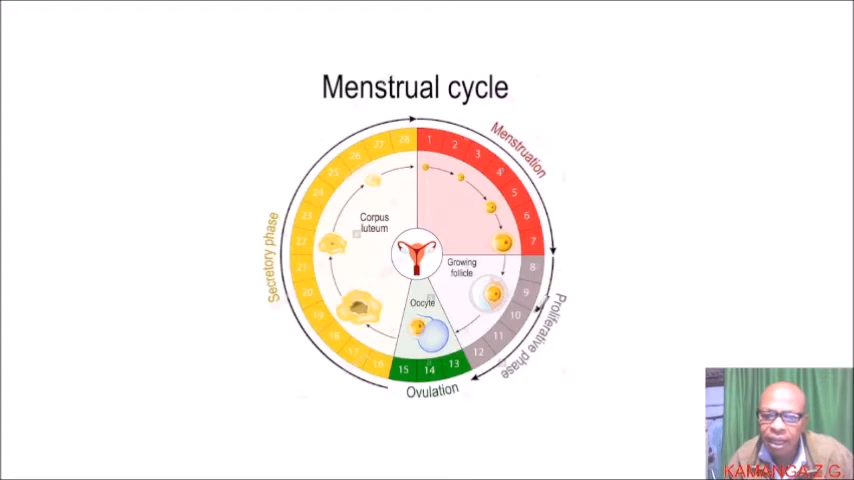 Menstrual cycle
Menstruation
Proliferative phase
Ovulation
Secretory phase
1
2
3
4
5
6
7
8
9
10
11
12
13
14
15
16
17
18
19
20
21
22
23
24
25
26
27
28
Corpus
luteum
Growing
follicle
Oocyte
KAMANGA Z.G.